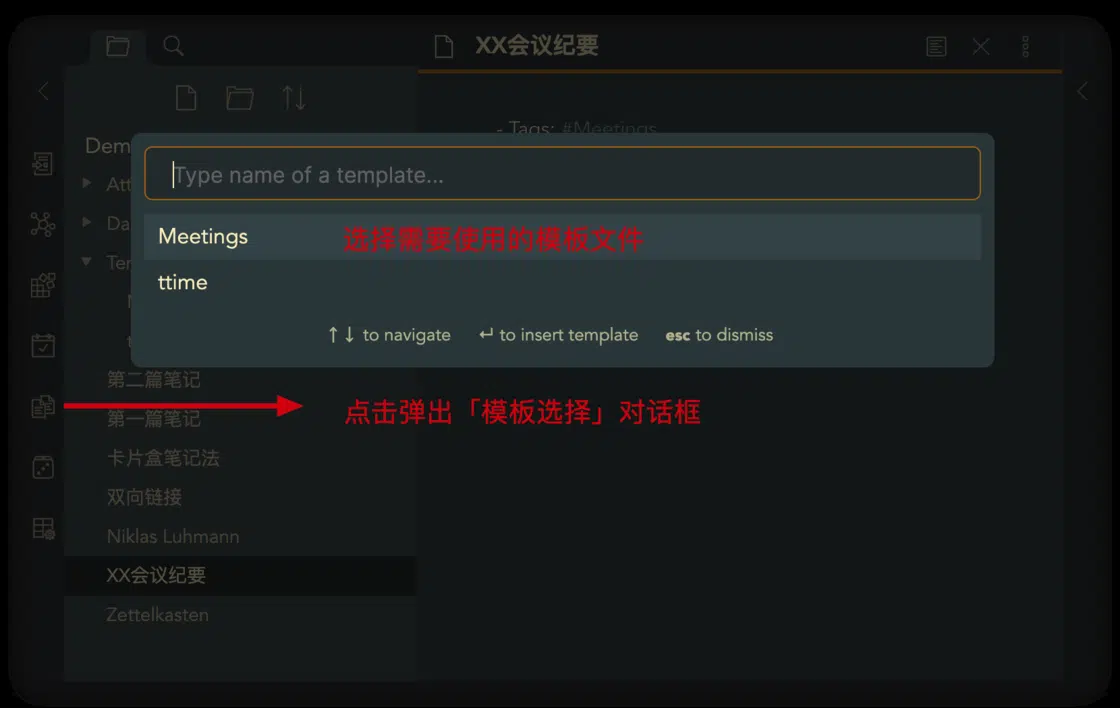 XX会议纪要
- Tags: #Meetings
Dem
Type name of a template...
Att
Meetings 选择需要使用的模板文件
Da
Ter
ttime
↑↓ to navigate ↵ to insert template esc to dismiss
第二篇笔记
点击弹出「模板选择」对话框
第一篇笔记
卡片盒笔记法
双向链接
Niklas Luhmann
XX会议纪要
Zettelkasten